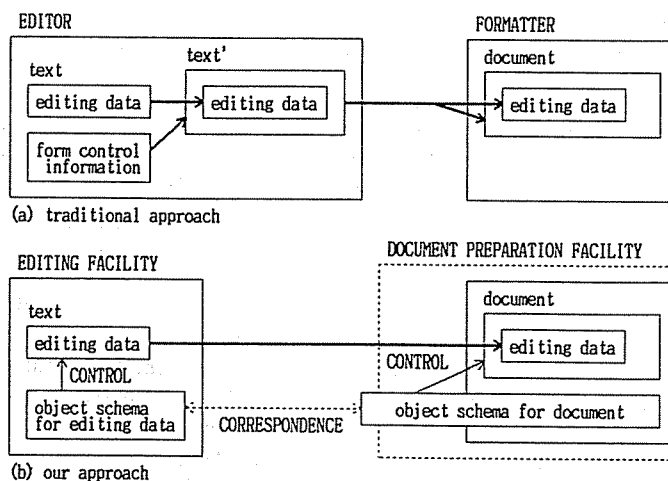 EDITOR
FORMATTER
text'
document
text
editing data
editing data
editing data
form control
information
(a) traditional approach
EDITING FACILITY
DOCUMENT PREPARATION FACILITY
text
document
editing data
editing data
CONTROL
CONTROL
object schema
for editing data
CORRESPONDENCE
object schema for document
(b) our approach